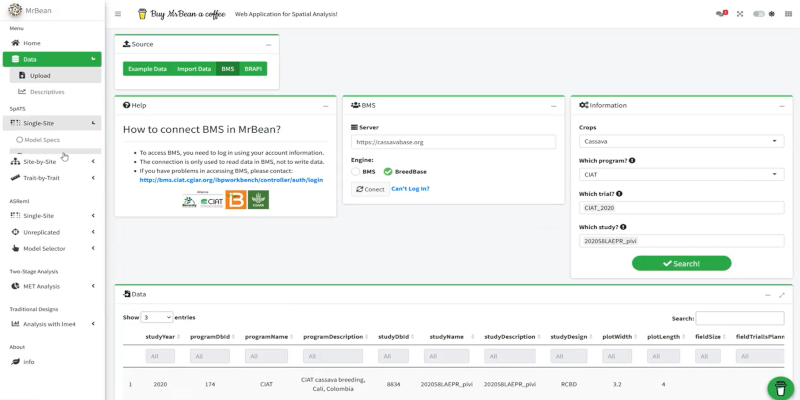 MrBean
Buy MrBean a coffee
Web Application for Spatial Analysis!
Menu
Home
Data
Upload
Descriptives
SpATS
Single-Site
Model Specs
Site-by-Site
Trait-by-Trait
ASReml
Single-Site
Unreplicated
Model Selector
Two-Stage Analysis
MET Analysis
Traditional Designs
Analysis with lme4
About
Info
Source
Example Data Import Data BMS BRAPI
Help
How to connect BMS in MrBean?
• To access BMS, you need to log in using your account information.
• The connection is only used to read data in BMS, not to write data.
• If you have problems in accessing BMS, please contact:
http://bms.ciat.cgiar.org/ibpworkbench/controller/auth/login
Alliance
Bioversity CIAT
CGIAR
BMS
Server
https://cassavabase.org
Engine:
BMS BreedBase
Conect Can't Log In?
Information
Crops
Cassava
Which program?
CIAT
Which trial?
CIAT_2020
Which study?
202058LAEPR_pivi
Search!
Data
Show 3 entries
Search:
studyYear programDbId programName programDescription studyDbId studyName studyDescription studyDesign plotWidth plotLength fieldSize fieldTrialIsPlann
All All All All All All All All All All All All
1 2020 174 CIAT CIAT cassava breeding, Cali, Colombia 8834 202058LAEPR_pivi 202058LAEPR_pivi RCBD 3.2 4